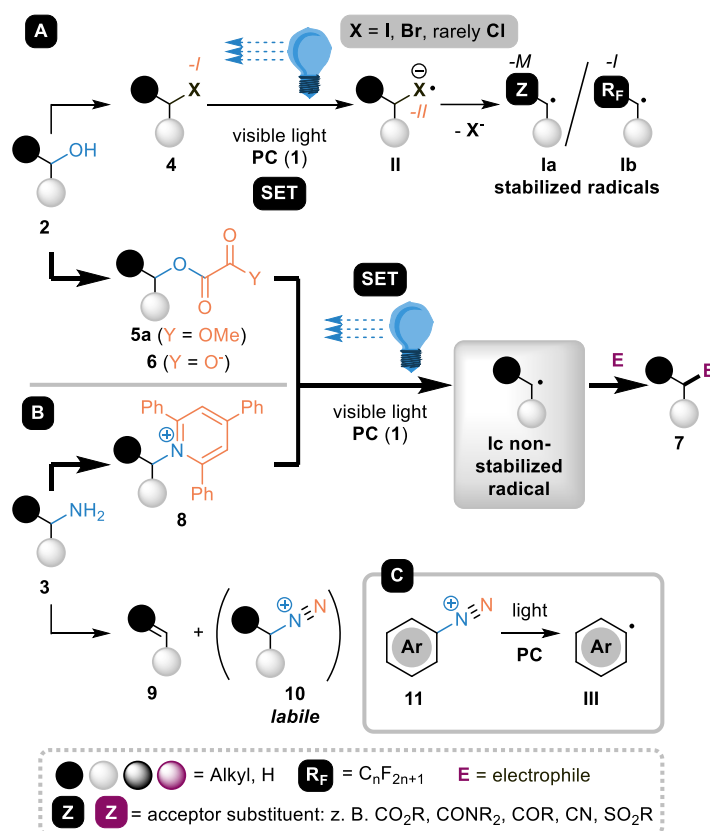 A
X = I, Br, rarely Cl
-I
X
4
visible light
PC (1)
SET
⊖
X•
-II
II
- X⁻
-M
Z
•
Ia
-I
R_F
•
Ib
stabilized radicals
OH
2
O
O
O
Y
5a (Y = OMe)
6 (Y = O⁻)
SET
visible light
PC (1)
•
Ic non-
stabilized
radical
E
E
7
B
Ph
Ph
⊕
N
Ph
8
NH₂
3
9
+
⊕
N≡N
10
labile
C
⊕
N≡N
Ar
11
light
PC
•
Ar
III
= Alkyl, H
R_F = CₙF₂ₙ₊₁
E = electrophile
Z Z = acceptor substituent: z. B. CO₂R, CONR₂, COR, CN, SO₂R